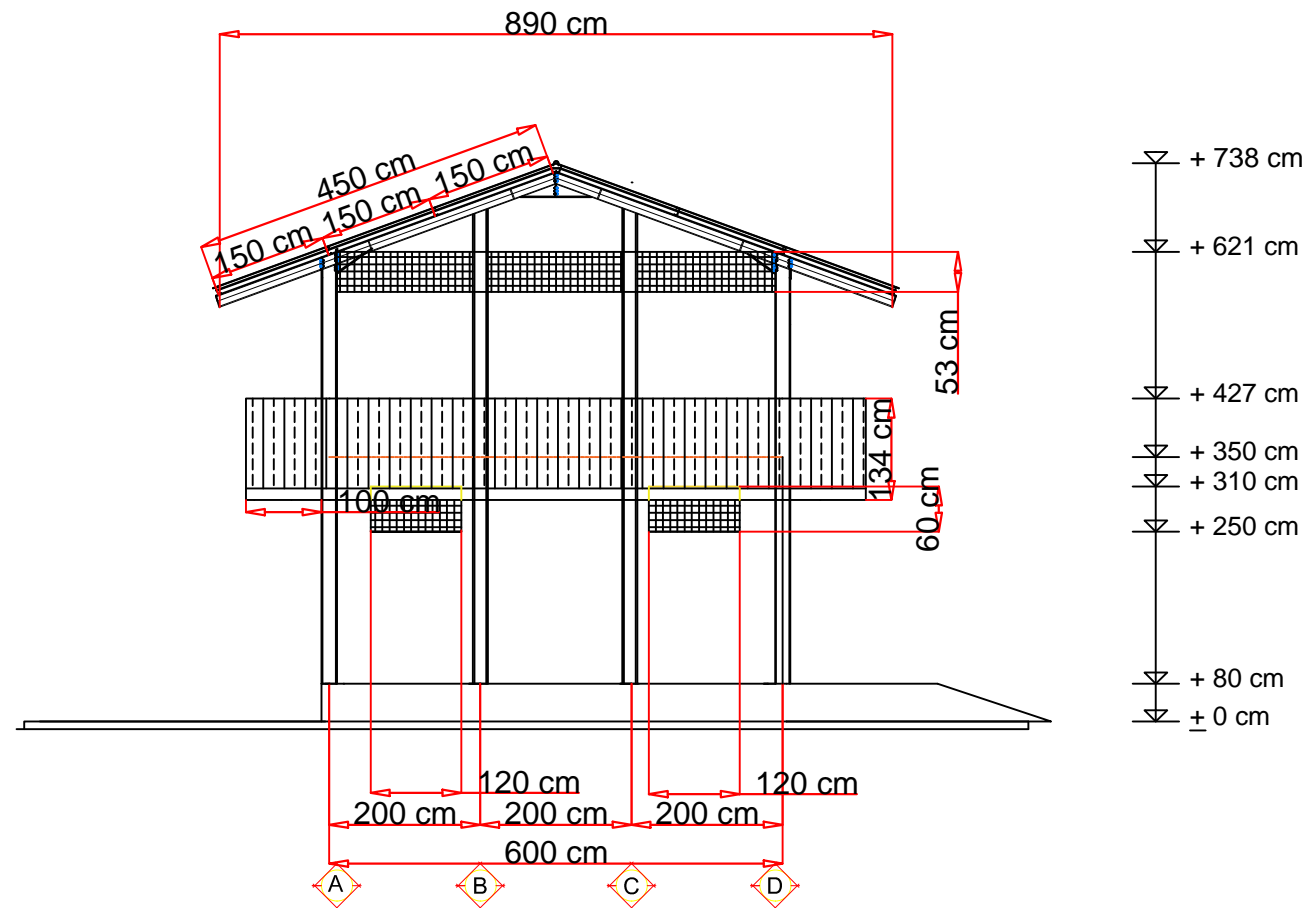 890 cm
+ 738 cm
450 cm
150 cm
150 cm
150 cm
+ 621 cm
53 cm
+ 427 cm
134 cm
+ 350 cm
+ 310 cm
100 cm
60 cm
+ 250 cm
+ 80 cm
± 0 cm
120 cm
120 cm
200 cm
200 cm
200 cm
600 cm
A
B
C
D